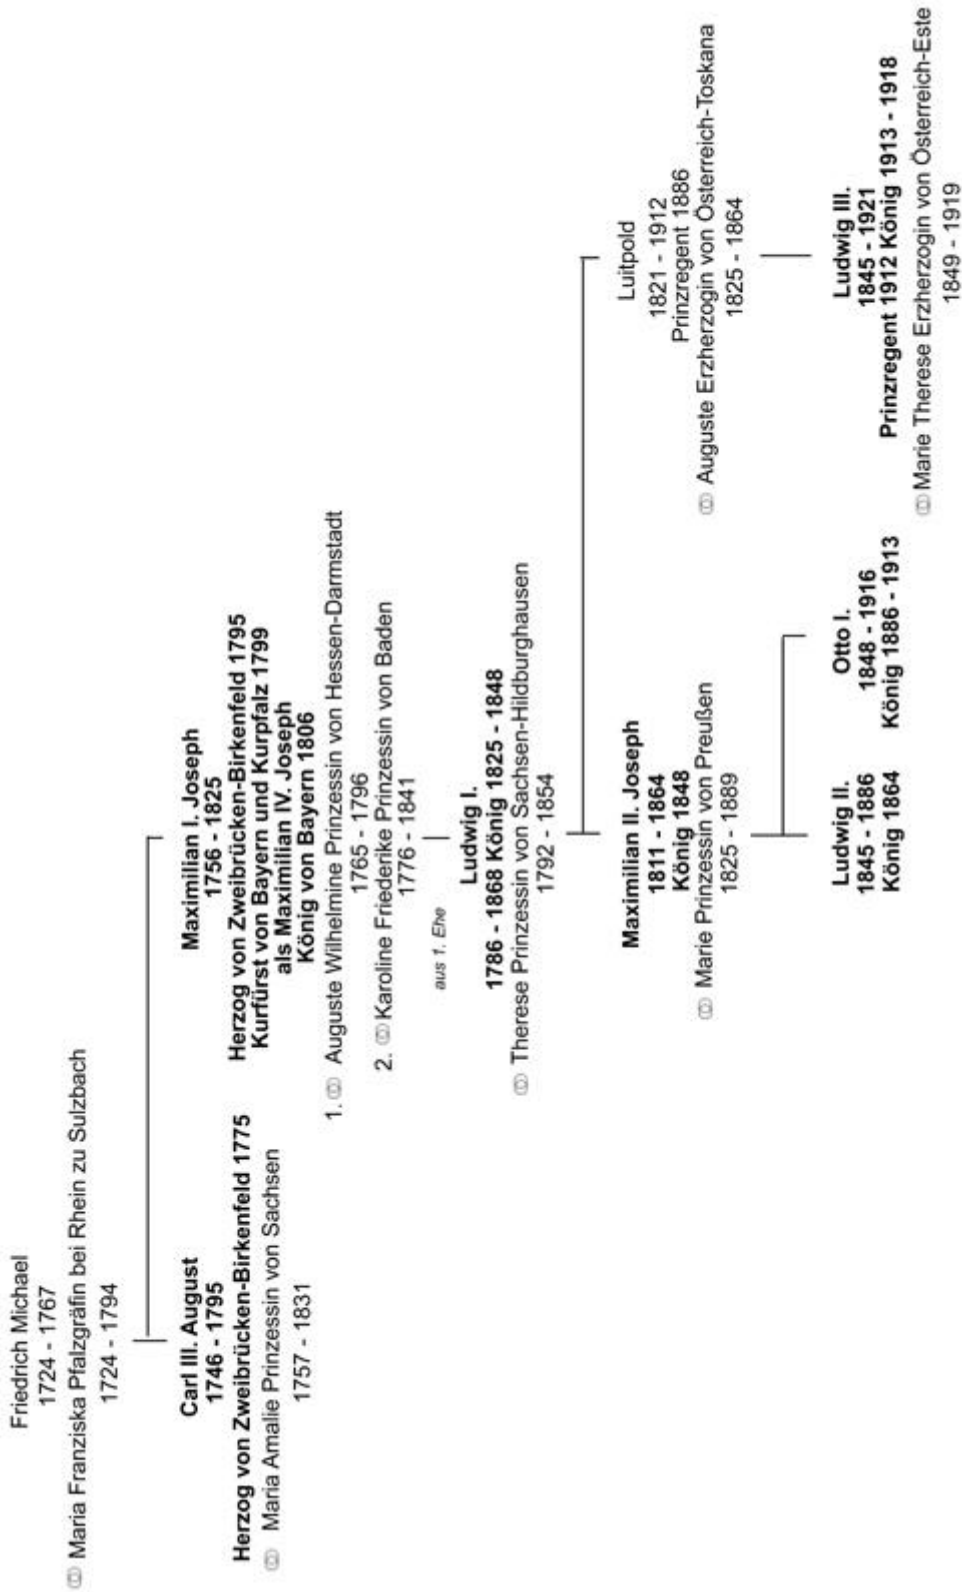 Friedrich Michael
1724 - 1767
Maria Franziska Pfalzgräfin bei Rhein zu Sulzbach
1724 - 1794
Carl III. August
1746 - 1795
Herzog von Zweibrücken-Birkenfeld 1775
Maria Amalie Prinzessin von Sachsen
1757 - 1831
Maximilian I. Joseph
1756 - 1825
Herzog von Zweibrücken-Birkenfeld 1795
Kurfürst von Bayern und Kurpfalz 1799
als Maximilian IV. Joseph
König von Bayern 1806
1. Auguste Wilhelmine Prinzessin von Hessen-Darmstadt
1765 - 1796
2. Karoline Friederike Prinzessin von Baden
1776 - 1841
aus 1. Ehe
Ludwig I.
1786 - 1868 König 1825 - 1848
Therese Prinzessin von Sachsen-Hildburghausen
1792 - 1854
Maximilian II. Joseph
1811 - 1864
König 1848
Marie Prinzessin von Preußen
1825 - 1889
Luitpold
1821 - 1912
Prinzregent 1886
Auguste Erzherzogin von Österreich-Toskana
1825 - 1864
Ludwig II.
1845 - 1886
König 1864
Otto I.
1848 - 1916
König 1886 - 1913
Ludwig III.
1845 - 1921
Prinzregent 1912 König 1913 - 1918
Marie Therese Erzherzogin von Österreich-Este
1849 - 1919